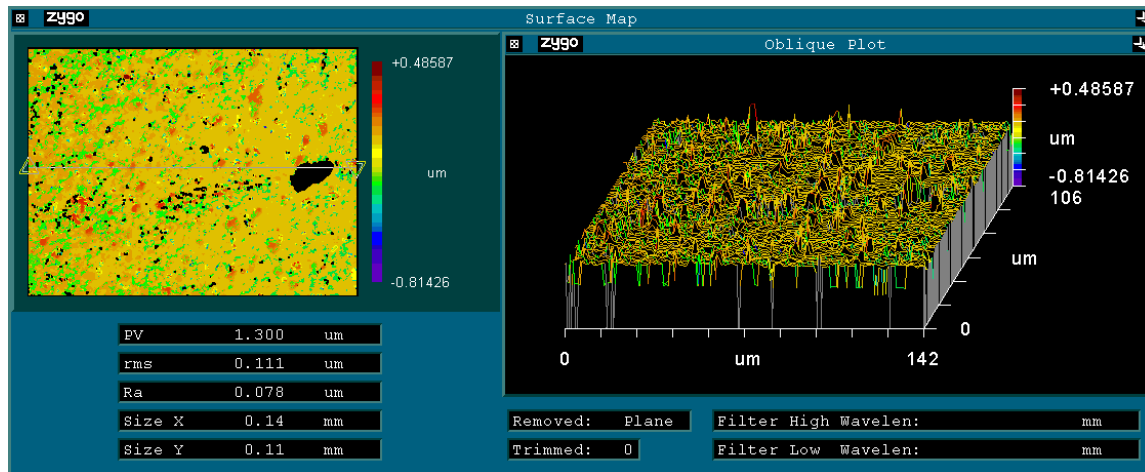 zygo Surface Map
zygo Oblique Plot
+0.48587
um
-0.81426
+0.48587
um
-0.81426
106
um
0
0 um 142
PV 1.300 um
rms 0.111 um
Ra 0.078 um
Size X 0.14 mm
Size Y 0.11 mm
Removed: Plane
Trimmed: 0
Filter High Wavelen: mm
Filter Low Wavelen: mm